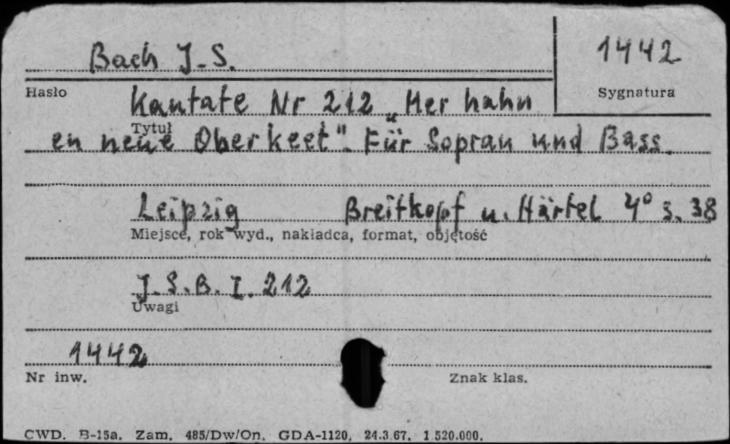 Bach J-S. 1442
Hasło Sygnatura
Kantate Nr 212 „Mer hahn
Tytuł
en neue Oberkeet". Für Sopran und Bass.
Leipzig Breitkopf u. Härtel 4° s. 38
Miejsce, rok wyd., nakładca, format, objętość
J.S.B. I. 212
Uwagi
1442
Nr inw. Znak klas.
CWD. B-15a. Zam. 485/Dw/On. GDA-1120. 24.3.67. 1.520.000.